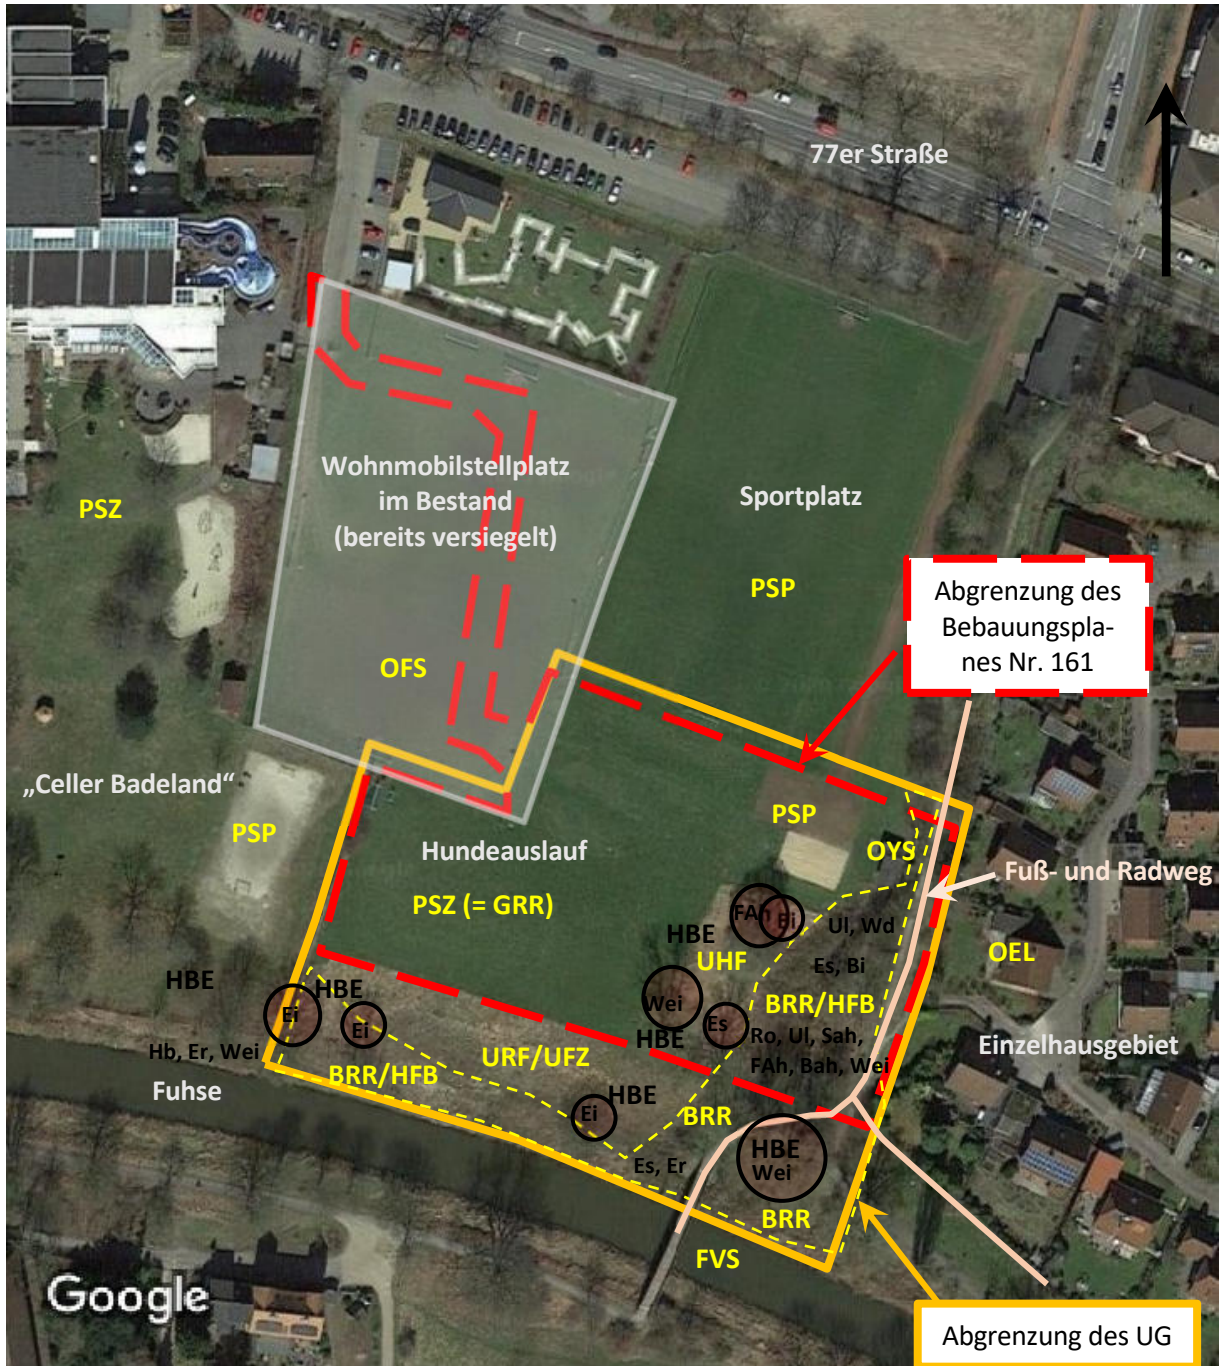 77er Straße
Wohnmobilstellplatz
im Bestand
(bereits versiegelt)
Sportplatz
PSZ
PSP
Abgrenzung des
Bebauungspla-
nes Nr. 161
OFS
„Celler Badeland“
PSP
PSP
OYS
Hundeauslauf
Fuß- und Radweg
PSZ (= GRR)
FAh
Bi
Ul, Wd
HBE
UHF
OEL
Es, Bi
HBE
HBE
Wei
BRR/HFB
Ei
Ei
Es
HBE
Ro, Ul, Sah,
Hb, Er, Wei
URF/UFZ
FAh, Bah, Wei
Einzelhausgebiet
BRR/HFB
Fuhse
HBE
Ei
BRR
HBE
Wei
Es, Er
BRR
FVS
Google
Abgrenzung des UG